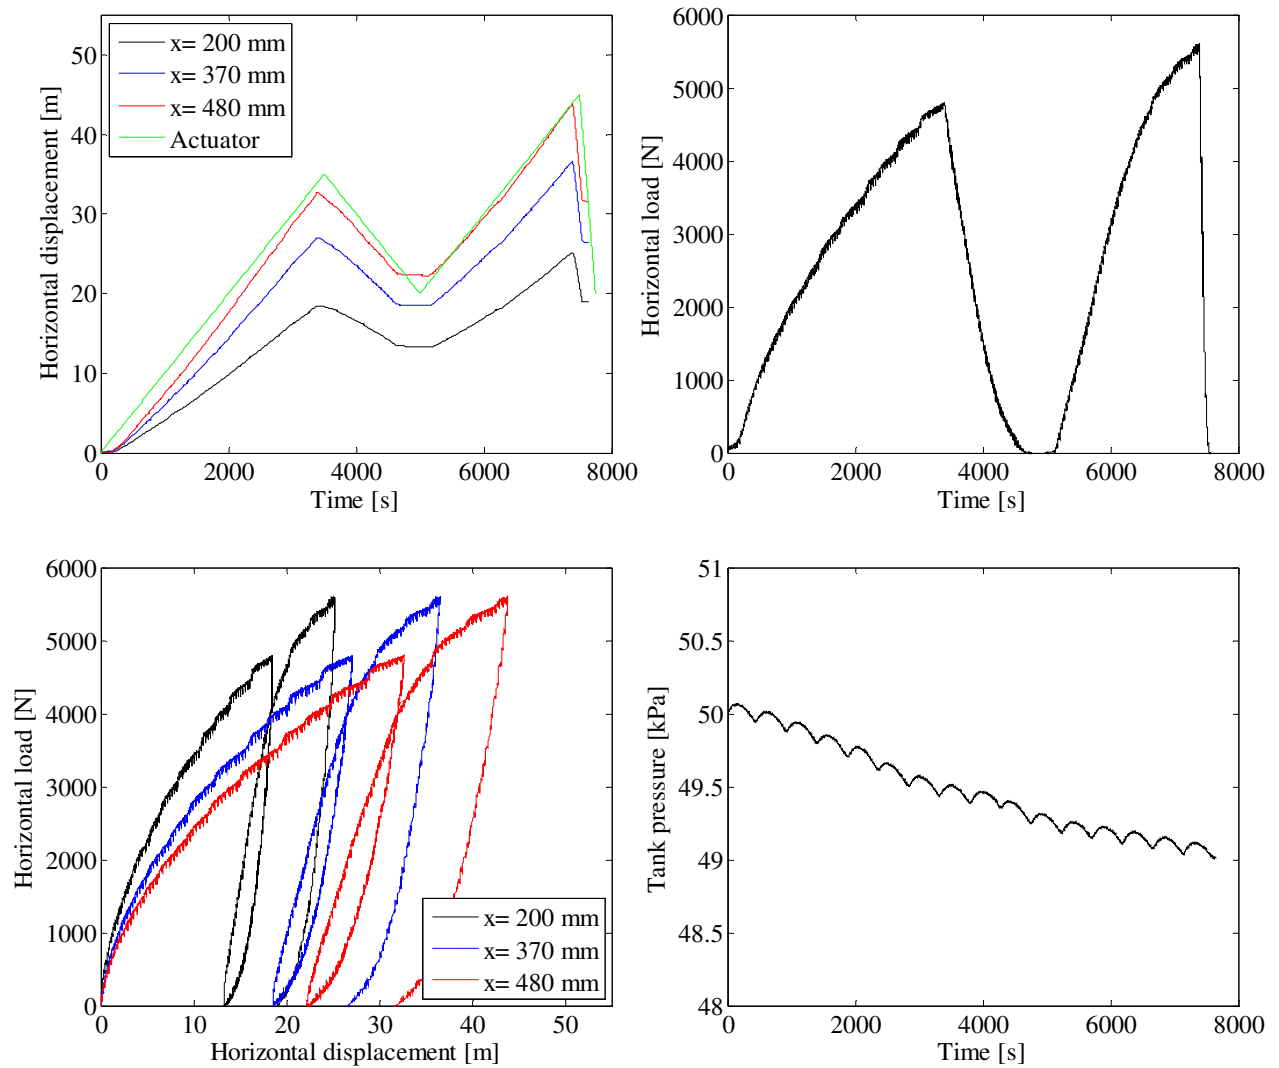 50
40
30
20
10
0
0 2000 4000 6000 8000
Horizontal displacement [m]
Time [s]
x= 200 mm
x= 370 mm
x= 480 mm
Actuator
6000
5000
4000
3000
2000
1000
0
0 2000 4000 6000 8000
Horizontal load [N]
Time [s]
6000
5000
4000
3000
2000
1000
0
0 10 20 30 40 50
Horizontal load [N]
Horizontal displacement [m]
x= 200 mm
x= 370 mm
x= 480 mm
51
50.5
50
49.5
49
48.5
48
0 2000 4000 6000 8000
Tank pressure [kPa]
Time [s]